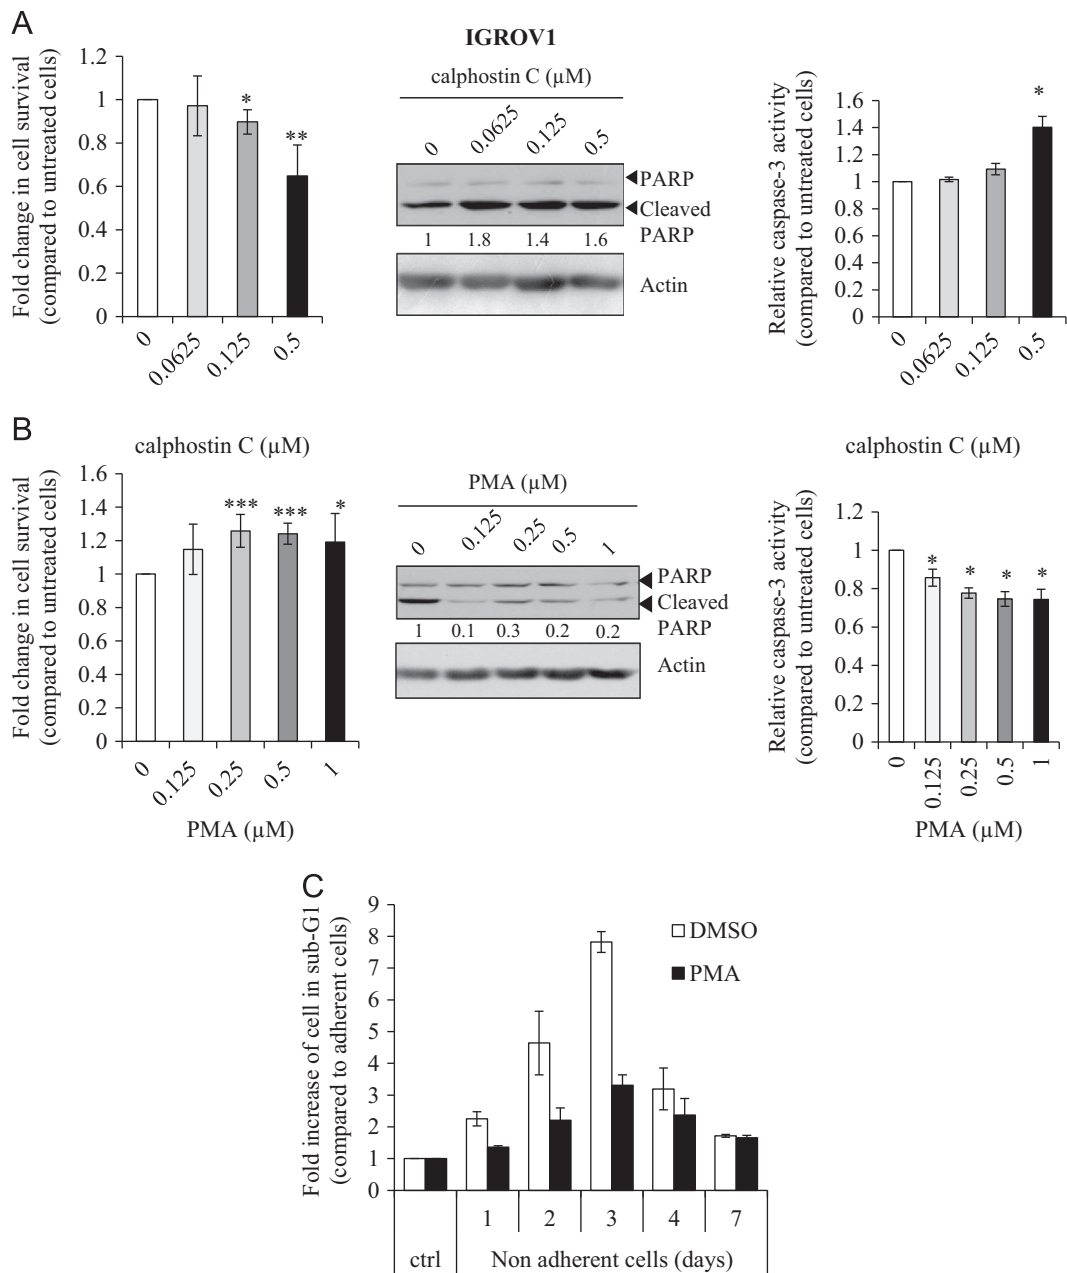 A
IGROV1
Fold change in cell survival
(compared to untreated cells)
1.2
1
0.8
0.6
0.4
0.2
0
*
**
0
0.0625
0.125
0.5
calphostin C (µM)
calphostin C (µM)
0
0.0625
0.125
0.5
PARP
Cleaved
PARP
1 1.8 1.4 1.6
Actin
Relative caspase-3 activity
(compared to untreated cells)
1.6
1.4
1.2
1
0.8
0.6
0.4
0.2
0
*
0
0.0625
0.125
0.5
calphostin C (µM)
B
Fold change in cell survival
(compared to untreated cells)
1.6
1.4
1.2
1
0.8
0.6
0.4
0.2
0
***
***
*
0
0.125
0.25
0.5
1
PMA (µM)
PMA (µM)
0
0.125
0.25
0.5
1
PARP
Cleaved
PARP
1 0.1 0.3 0.2 0.2
Actin
Relative caspase-3 activity
(compared to untreated cells)
1.2
1
0.8
0.6
0.4
0.2
0
*
*
*
*
0
0.125
0.25
0.5
1
PMA (µM)
C
Fold increase of cell in sub-G1
(compared to adherent cells)
9
8
7
6
5
4
3
2
1
0
DMSO
PMA
1 2 3 4 7
ctrl Non adherent cells (days)